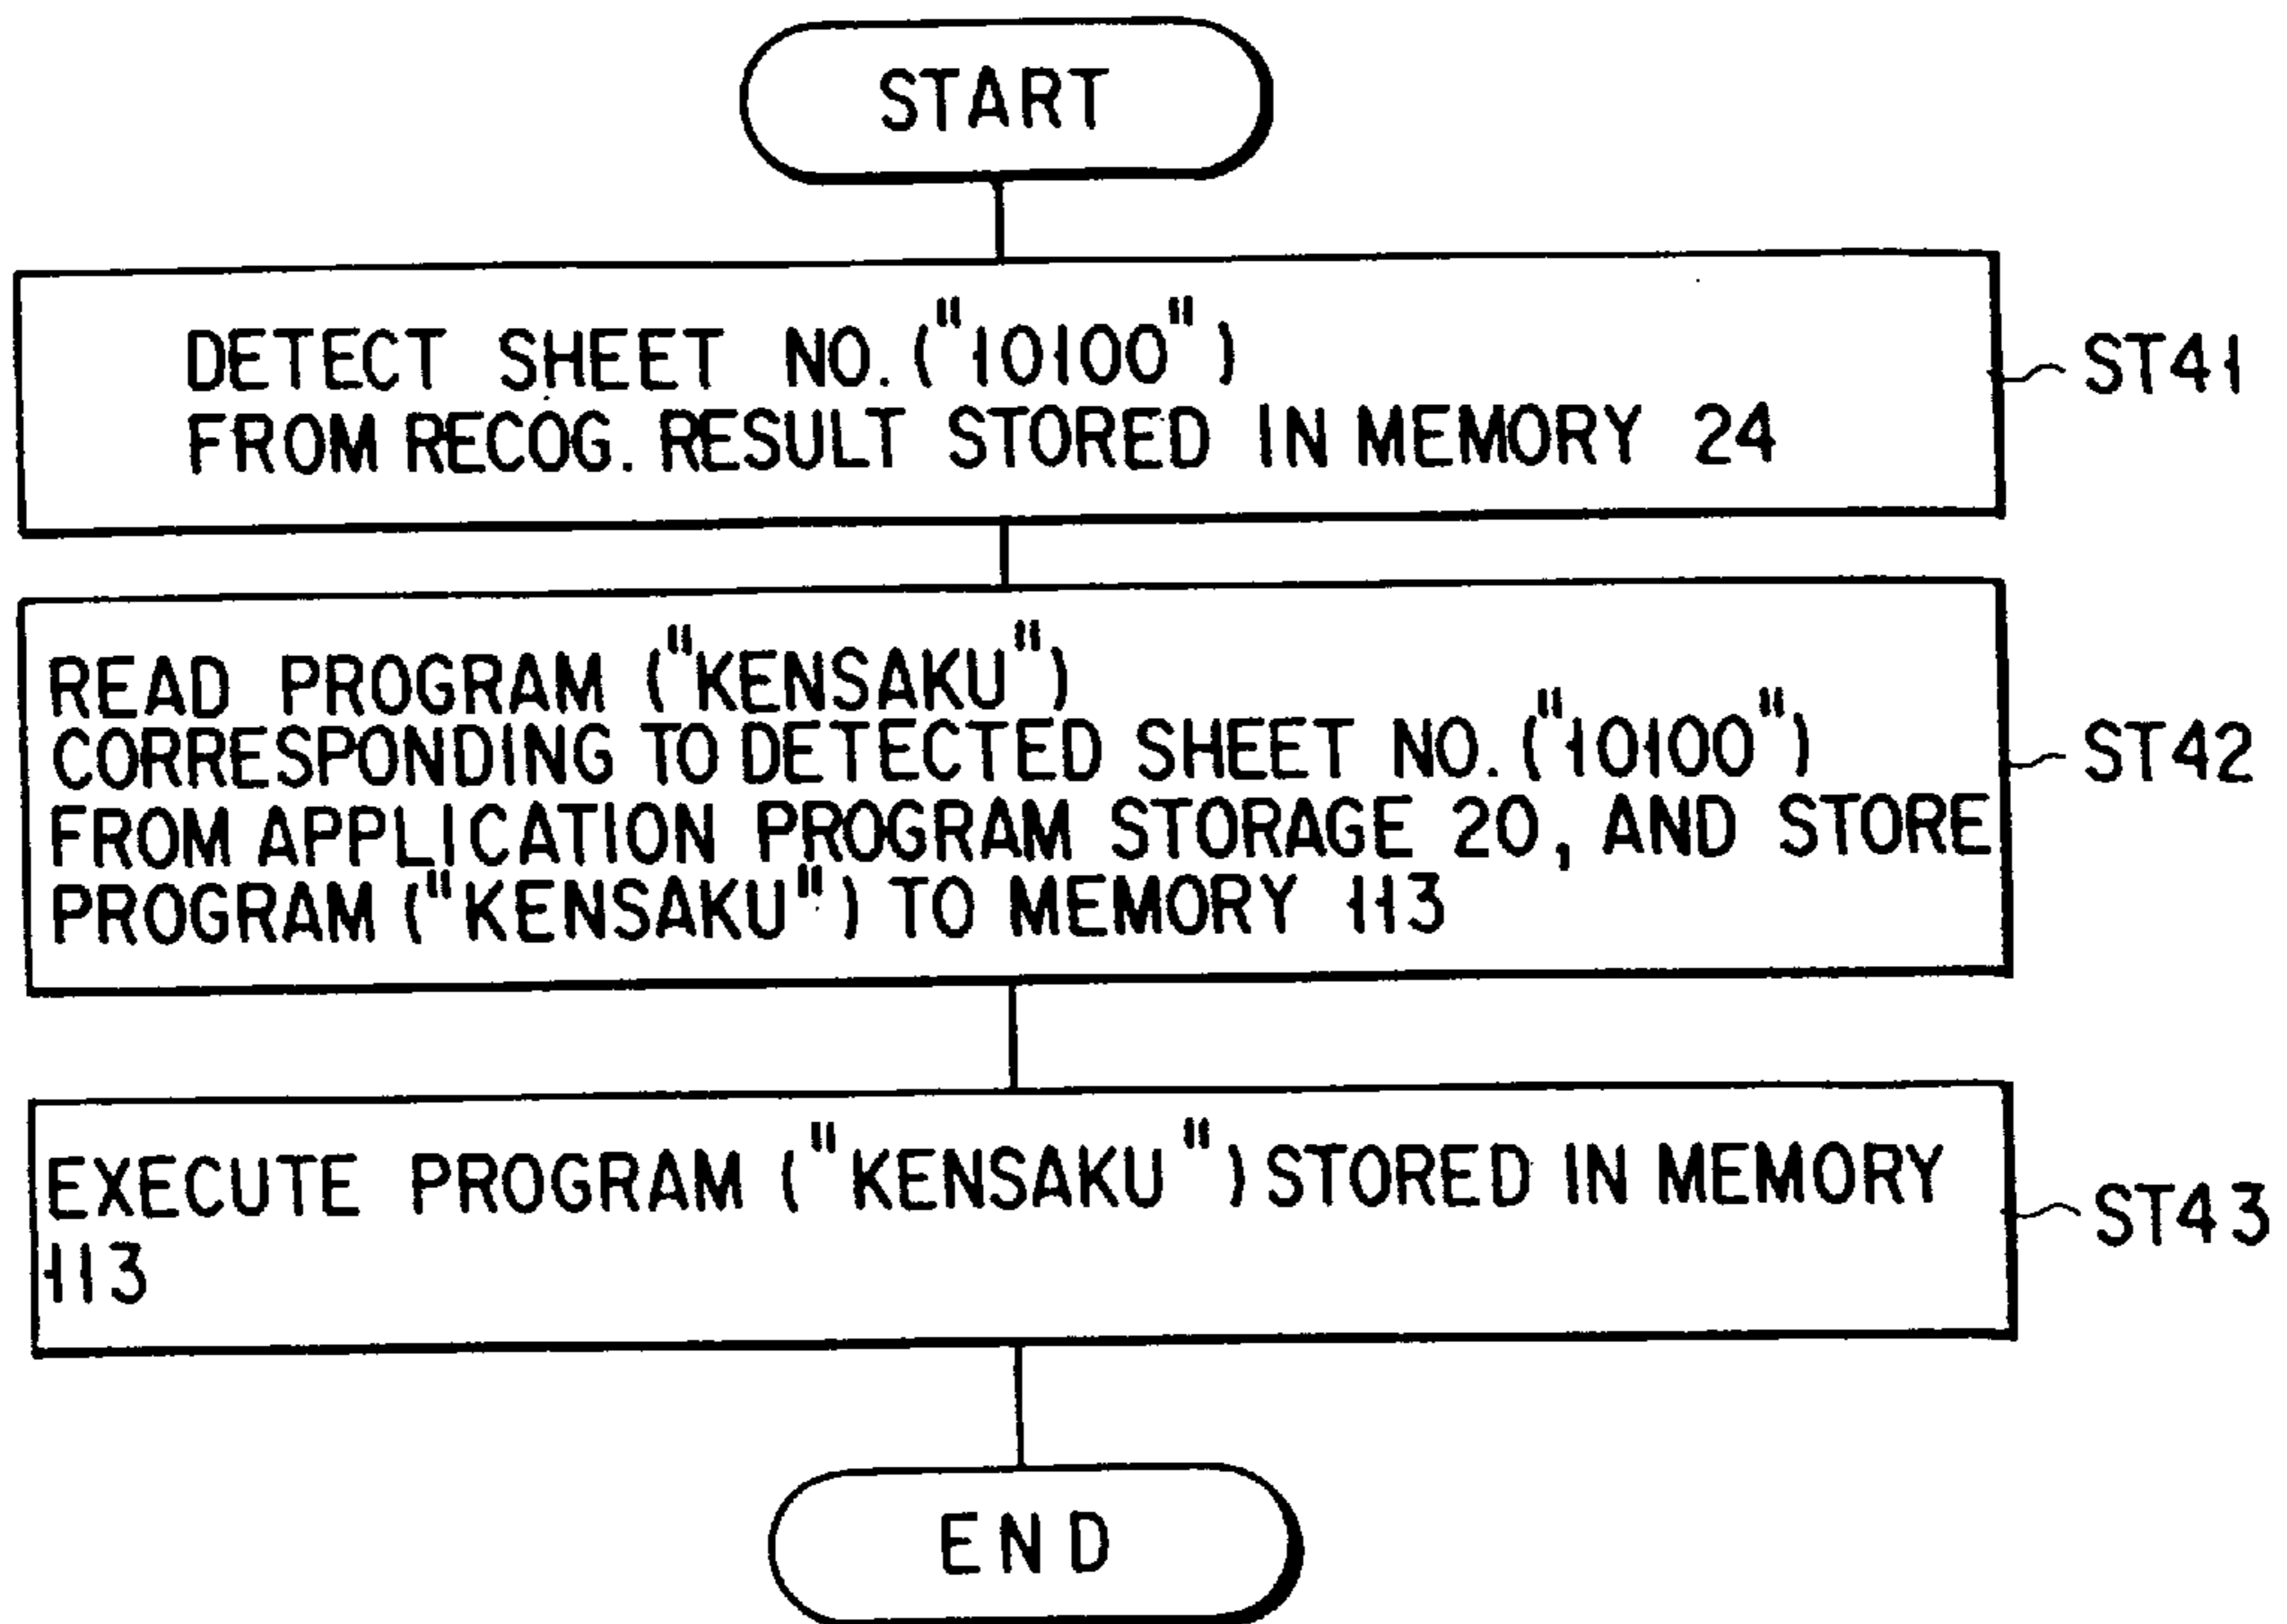 START
DETECT SHEET NO. ("10100")
FROM RECOG. RESULT STORED IN MEMORY 24
ST41
READ PROGRAM ("KENSAKU")
CORRESPONDING TO DETECTED SHEET NO. ("10100")
FROM APPLICATION PROGRAM STORAGE 20, AND STORE
PROGRAM ("KENSAKU") TO MEMORY 113
ST42
EXECUTE PROGRAM ("KENSAKU") STORED IN MEMORY
113
ST43
END